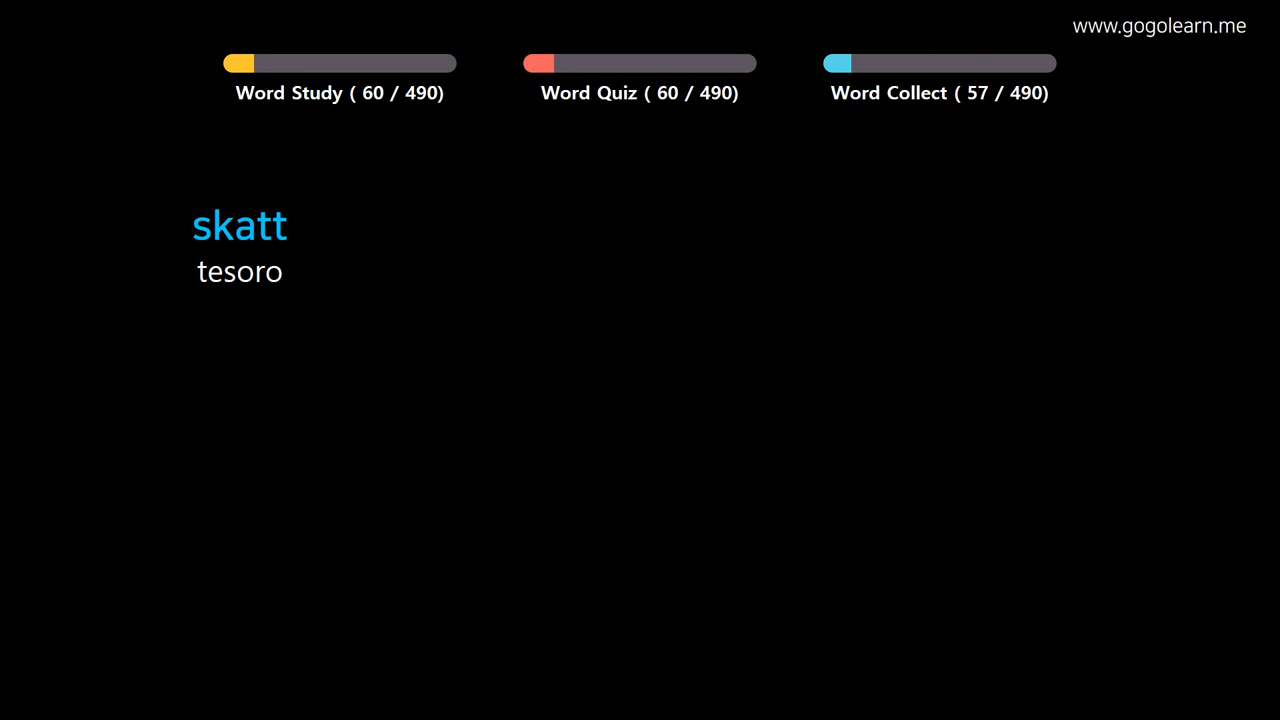 www.gogolearn.me
Word Study ( 60 / 490)
Word Quiz ( 60 / 490)
Word Collect ( 57 / 490)
skatt
tesoro